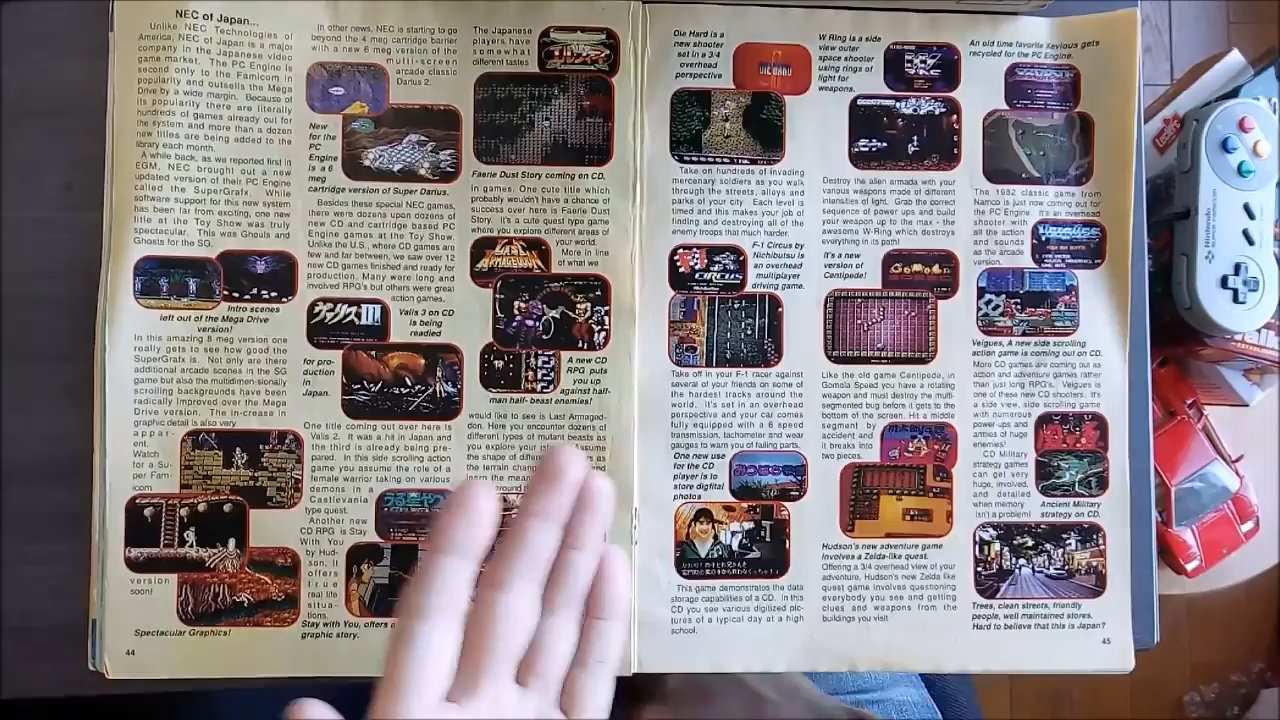 NEC of Japan...
Unlike NEC Technologies of
America, NEC of Japan is a major
company in the Japanese video
game market. The PC Engine is
second only to the Famicom in
popularity and outsells the Mega
Drive by a wide margin. Because of
its popularity there are literally
hundreds of games already out for
the system and more than a dozen
new titles are being added to the
library each month.
A while back, as we reported first in
EGM, NEC brought out a new
updated version of their PC Engine
called the SuperGrafx. While
software support for this new system
has been far from exciting, one new
title at the Toy Show was truly
spectacular. This was Ghouls and
Ghosts for the SG.
Intro scenes
left out of the Mega Drive
version!
In this amazing 8 meg version one
really gets to see how good the
SuperGrafx is. Not only are there
additional arcade scenes in the SG
game but also the multidimen-sionally
scrolling backgrounds have been
radically improved over the Mega
Drive version. The in-crease in
graphic detail is also very
appar-
ent.
Watch
for a Su-
per Fam-
icom
version
soon!
Spectacular Graphics!
44
In other news, NEC is starting to go
beyond the 4 meg cartridge barrier
with a new 6 meg version of the
multi-screen
arcade classic
Darius 2.
New
for the
PC
Engine
is a 6
meg
cartridge version of Super Darius.
Besides these special NEC games,
there were dozens upon dozens of
new CD and cartridge based PC
Engine games at the Toy Show.
Unlike the U.S., where CD games are
few and far between, we saw over 12
new CD games finished and ready for
production. Many were long and
involved RPG's but others were great
action games.
ヴァリスIII
Valis 3 on CD
is being
readied
for pro-
duction
in
Japan.
One title coming out over here is
Valis 2. It was a hit in Japan and
the third is already being pre-
pared. In this side scrolling action
game you assume the role of a
female warrior taking on various
demons in a
Castlevania
type quest.
Another new
CD RPG is Stay
With You
by Hud-
son. It
offers
true
real life
situa-
tions.
うる星やつ
Stay with You, offers a
graphic story.
The Japanese
players have
somewhat
different tastes
Faerie Dust Story coming on CD.
in games. One cute title which
probably wouldn't have a chance of
success over here is Faerie Dust
Story. It's a cute quest type game
where you explore different areas of
your world.
More in line
of what we
LAST
ARMAGEDDON
A new CD
RPG puts
you up
against half-
man half- beast enemies!
would like to see is Last Armaged-
don. Here you encounter dozens of
different types of mutant beasts as
you explore your
assume
the shape of
as
the terrain
learn the
Die Hard is a
new shooter
set in a 3/4
overhead
perspective
DIE HARD
Take on hundreds of invading
mercenary soldiers as you walk
through the streets, alleys and
parks of your city. Each level is
timed and this makes your job of
finding and destroying all of the
enemy troops that much harder.
CIRCUS
F-1 Circus by
Nichibutsu is
an overhead
multiplayer
driving game.
Take off in your F-1 racer against
several of your friends on some of
the hardest tracks around the
world. It's set in an overhead
perspective and your car comes
fully equipped with a 6 speed
transmission, tachometer and wear
gauges to warn you of failing parts.
One new use
for the CD
player is to
store digital
photos
This game demonstrates the data
storage capabilities of a CD. In this
CD you see various digitized pic-
tures of a typical day at a high
school.
W Ring is a side
view outer
space shooter
using rings of
light for
weapons.
Destroy the alien armada with your
various weapons made of different
intensities of light. Grab the correct
sequence of power ups and build
your weapon up to the max - the
awesome W-Ring which destroys
everything in its path!
It's a new
version of
Centipede!
Like the old game Centipede, in
Gomola Speed you have a rotating
weapon and must destroy the multi-
segmented bug before it gets to the
bottom of the screen. Hit a middle
segment by
accident and
it breaks into
two pieces.
Hudson's new adventure game
involves a Zelda-like quest.
Offering a 3/4 overhead view of your
adventure, Hudson's new Zelda like
quest game involves questioning
everybody you see and getting
clues and weapons from the
buildings you visit
An old time favorite Xevious gets
recycled for the PC Engine.
The 1982 classic game from
Namco is just now coming out for
the PC Engine. It's an overhead
shooter with
all the action
and sounds
as the arcade
version.
VEIGUES
Veigues, A new side scrolling
action game is coming out on CD.
More CD games are coming out as
action and adventure games rather
than just long RPG's. Veigues is
one of these new CD shooters. It's
a side view, side scrolling game
with numerous
power-ups and
armies of huge
enemies!
CD Military
strategy games
can get very
huge, involved,
and detailed
when memory
isn't a problem!
Ancient Military
strategy on CD.
Trees, clean streets, friendly
people, well maintained stores.
Hard to believe that this is Japan?
45
Nintendo